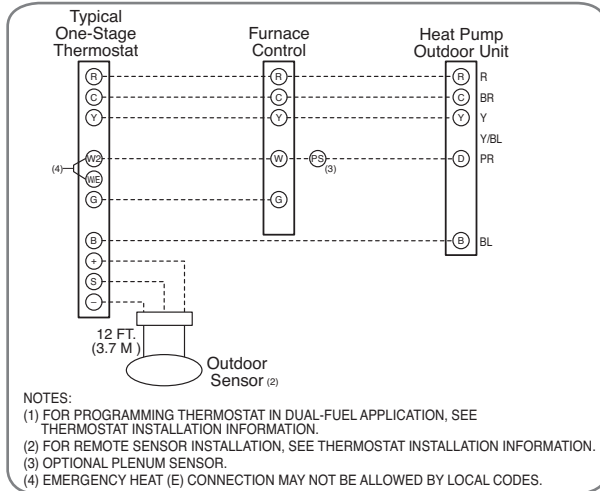 Typical
One-Stage
Thermostat
Furnace
Control
Heat Pump
Outdoor Unit
R R R R
C C C BR
Y Y Y Y
Y/BL
(4) W2 W PS (3) D PR
W/E
G G
B B BL
+
S
–
12 FT.
(3.7 M )
Outdoor
Sensor (2)
NOTES:
(1) FOR PROGRAMMING THERMOSTAT IN DUAL-FUEL APPLICATION, SEE
THERMOSTAT INSTALLATION INFORMATION.
(2) FOR REMOTE SENSOR INSTALLATION, SEE THERMOSTAT INSTALLATION INFORMATION.
(3) OPTIONAL PLENUM SENSOR.
(4) EMERGENCY HEAT (E) CONNECTION MAY NOT BE ALLOWED BY LOCAL CODES.